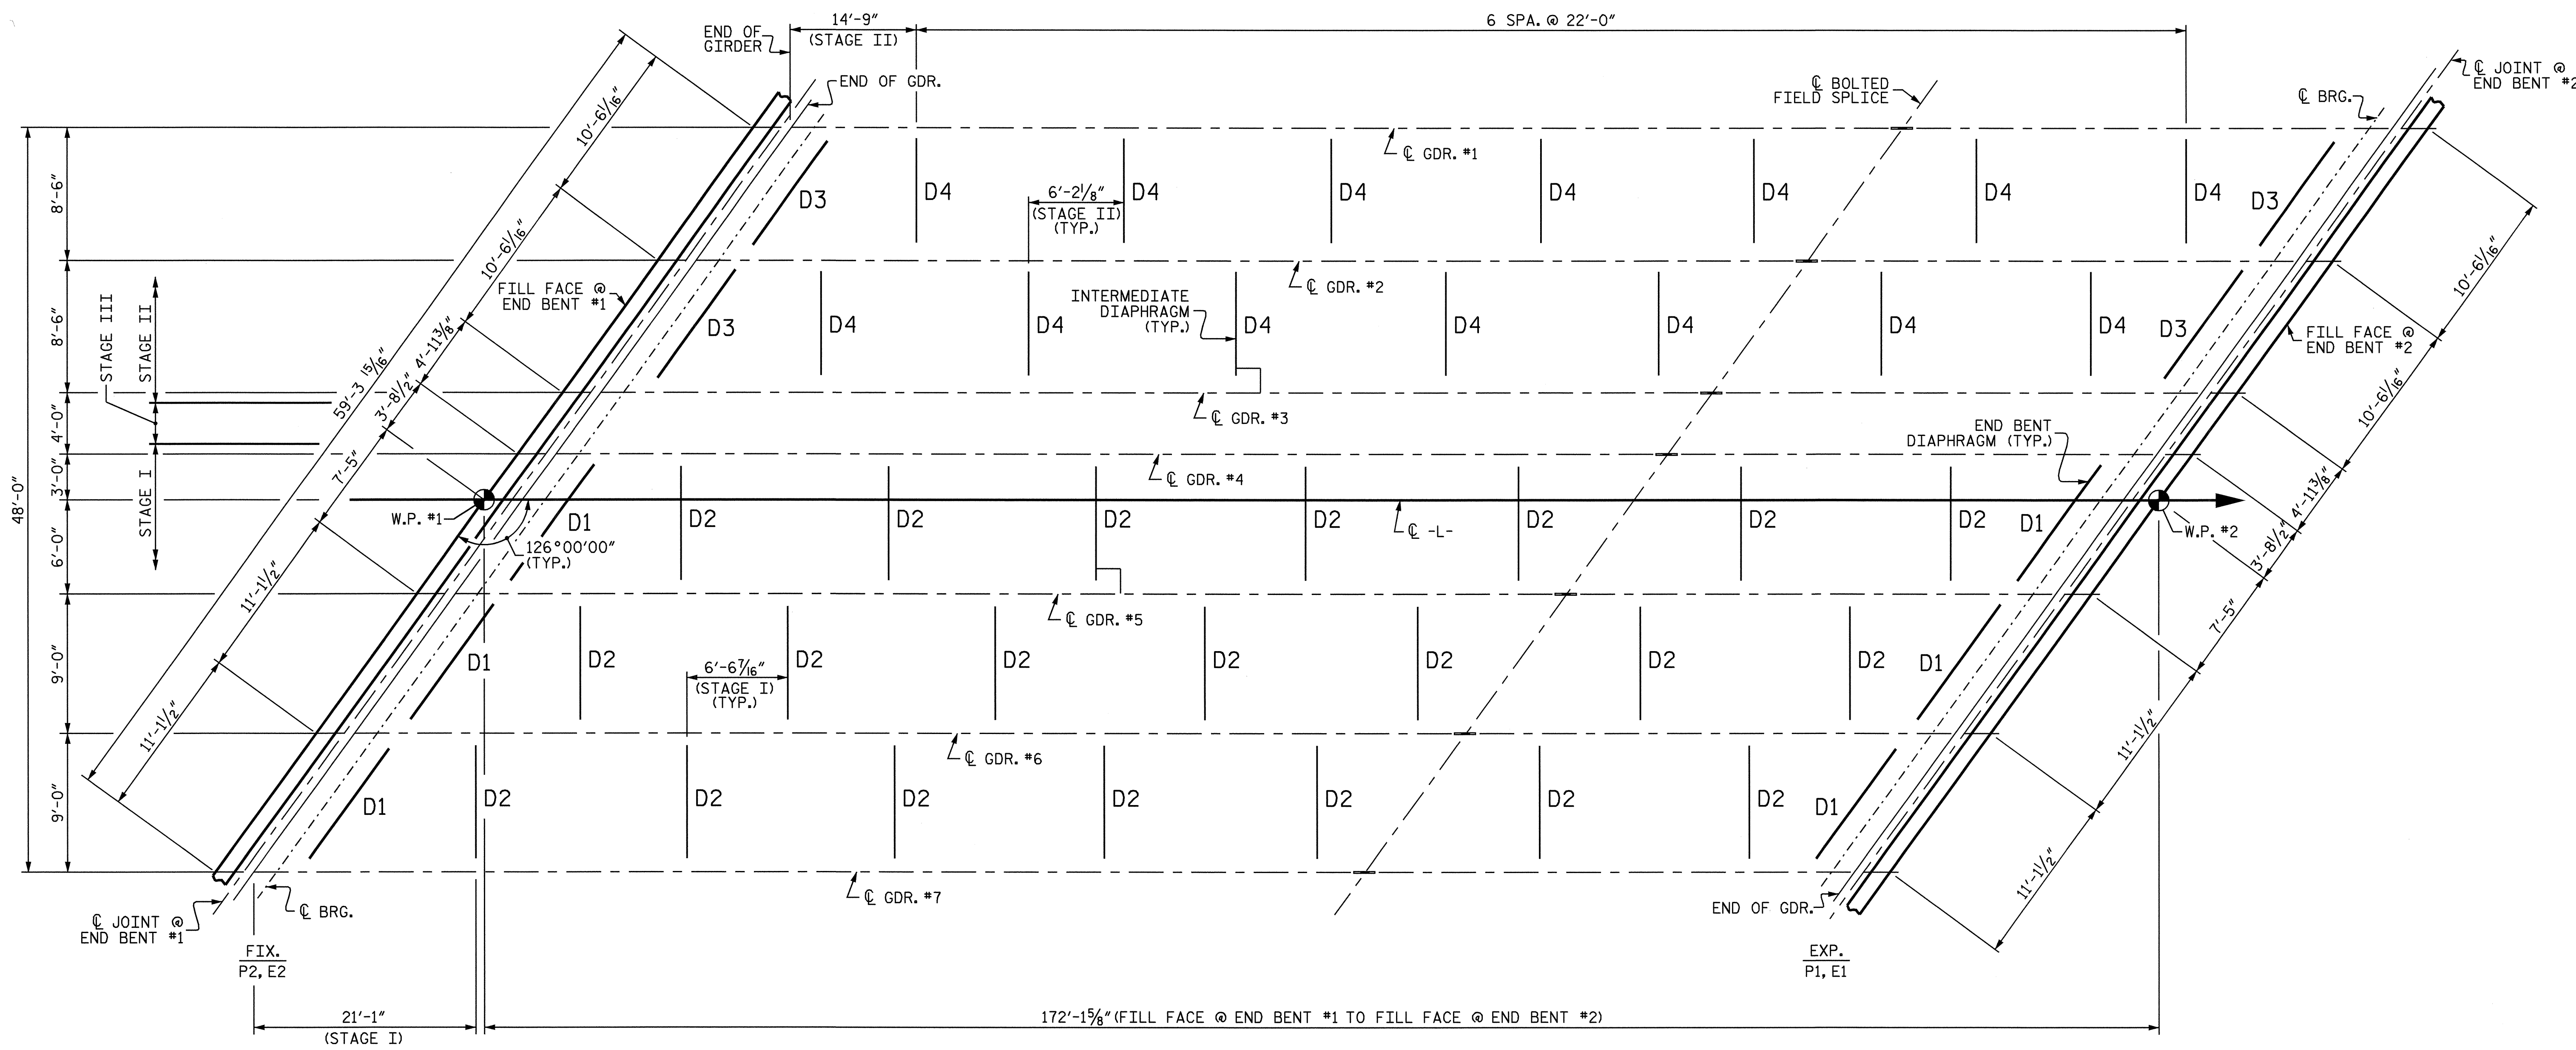 14'-9"
(STAGE II)
6 SPA. @ 22'-0"
END OF
GIRDER
END OF GDR.
℄ BOLTED
FIELD SPLICE
℄ BRG.
℄ JOINT @
END BENT #2
10'-6 1/16"
10'-6 1/16"
4'-11 3/8"
3'-8 1/2"
7'-5"
11'-1 1/2"
11'-1 1/2"
59'-3 15/16"
48'-0"
8'-6"
8'-6"
4'-0"
3'-0"
6'-0"
9'-0"
9'-0"
STAGE III
STAGE II
STAGE I
FILL FACE @
END BENT #1
℄ GDR. #1
D3
D4
D4
D4
D4
D4
D4
D4
D3
6'-2 1/8"
(STAGE II)
(TYP.)
℄ GDR. #2
INTERMEDIATE
DIAPHRAGM
(TYP.)
D3
D4
D4
D4
D4
D4
D4
D4
D3
FILL FACE @
END BENT #2
℄ GDR. #3
END BENT
DIAPHRAGM (TYP.)
℄ GDR. #4
W.P. #1
126°00'00"
(TYP.)
D1
D2
D2
D2
D2
D2
D2
D2
D1
℄ -L-
W.P. #2
℄ GDR. #5
D1
D2
D2
D2
D2
D2
D2
D2
D1
6'-6 7/16"
(STAGE I)
(TYP.)
℄ GDR. #6
D1
D2
D2
D2
D2
D2
D2
D2
D1
℄ GDR. #7
10'-6 1/16"
10'-6 1/16"
4'-11 3/8"
3'-8 1/2"
7'-5"
11'-1 1/2"
11'-1 1/2"
℄ JOINT @
END BENT #1
℄ BRG.
END OF GDR.
FIX.
P2, E2
EXP.
P1, E1
21'-1"
(STAGE I)
172'-1 5/8" (FILL FACE @ END BENT #1 TO FILL FACE @ END BENT #2)